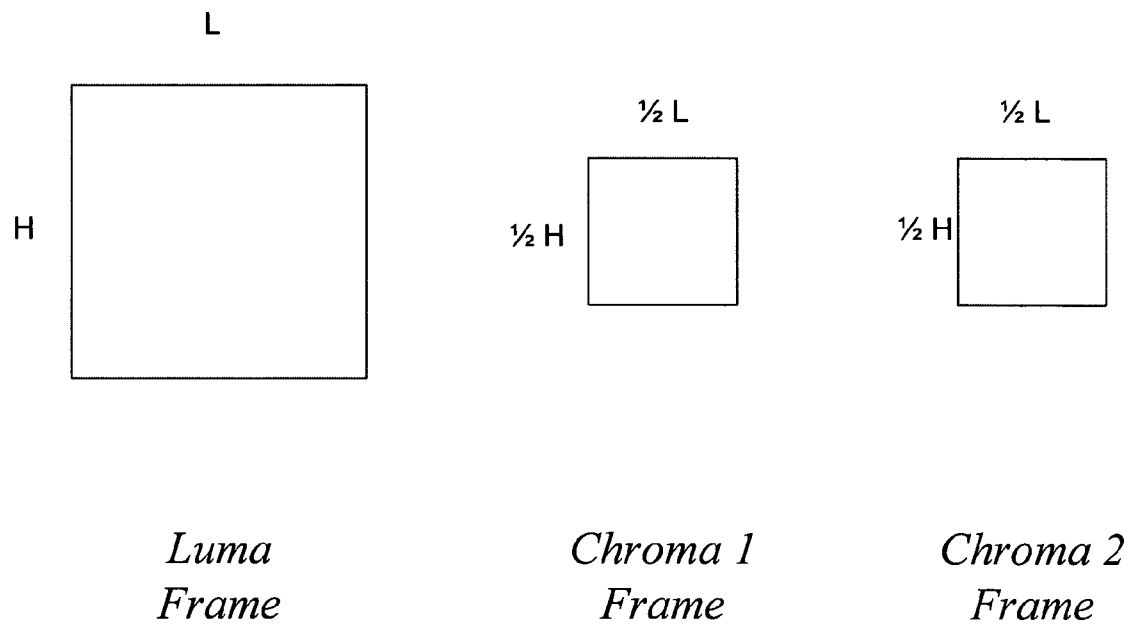 L
½ L
½ L
H
½ H
½ H
Luma
Frame
Chroma 1
Frame
Chroma 2
Frame